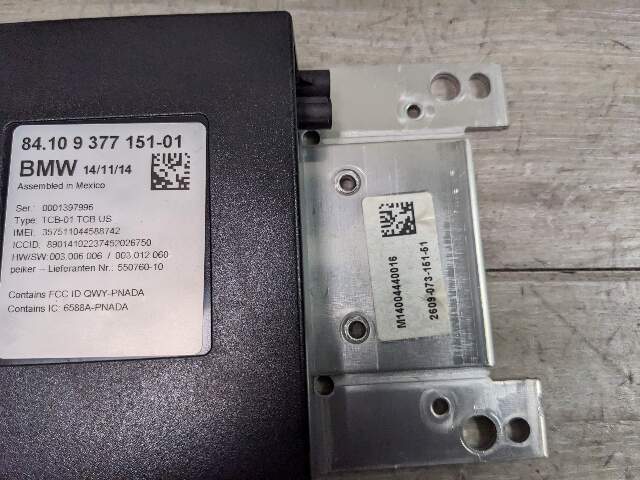 84.10 9 377 151-01
BMW 14/11/14
Assembled in Mexico
Ser.: 0001397996
Type: TCB-01 TCB US
IMEI: 357511044588742
ICCID: 89014102237452026750
HW/SW: 003.006.006 / 003.012.060
peiker - Lieferanten Nr.: 550760-10
Contains FCC ID QWY-PNADA
Contains IC: 6588A-PNADA
M14004440016
2609-073-151-51